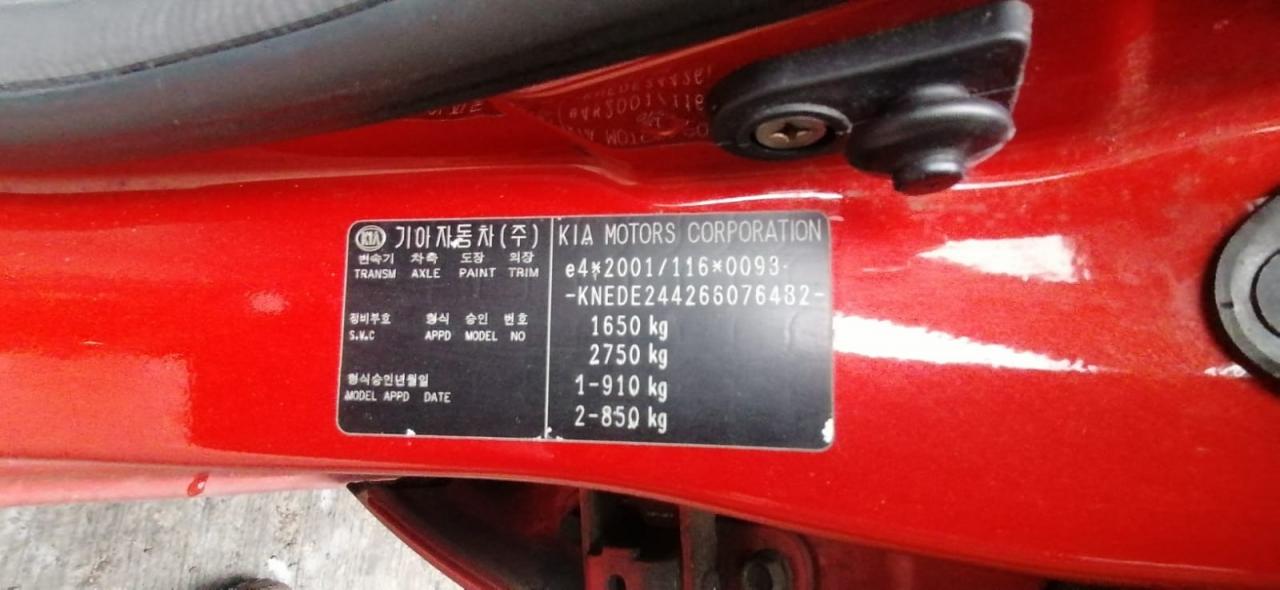 KIA 기아자동차(주)
변속기 차축 도장 의장
TRANSM AXLE PAINT TRIM
정비부호 형식 승인 번호
S.W.C APPD MODEL NO
형식승인년월일
MODEL APPD DATE
KIA MOTORS CORPORATION
e4*2001/116*0093-
-KNEDE244266076482-
1650 kg
2750 kg
1-910 kg
2-850 kg